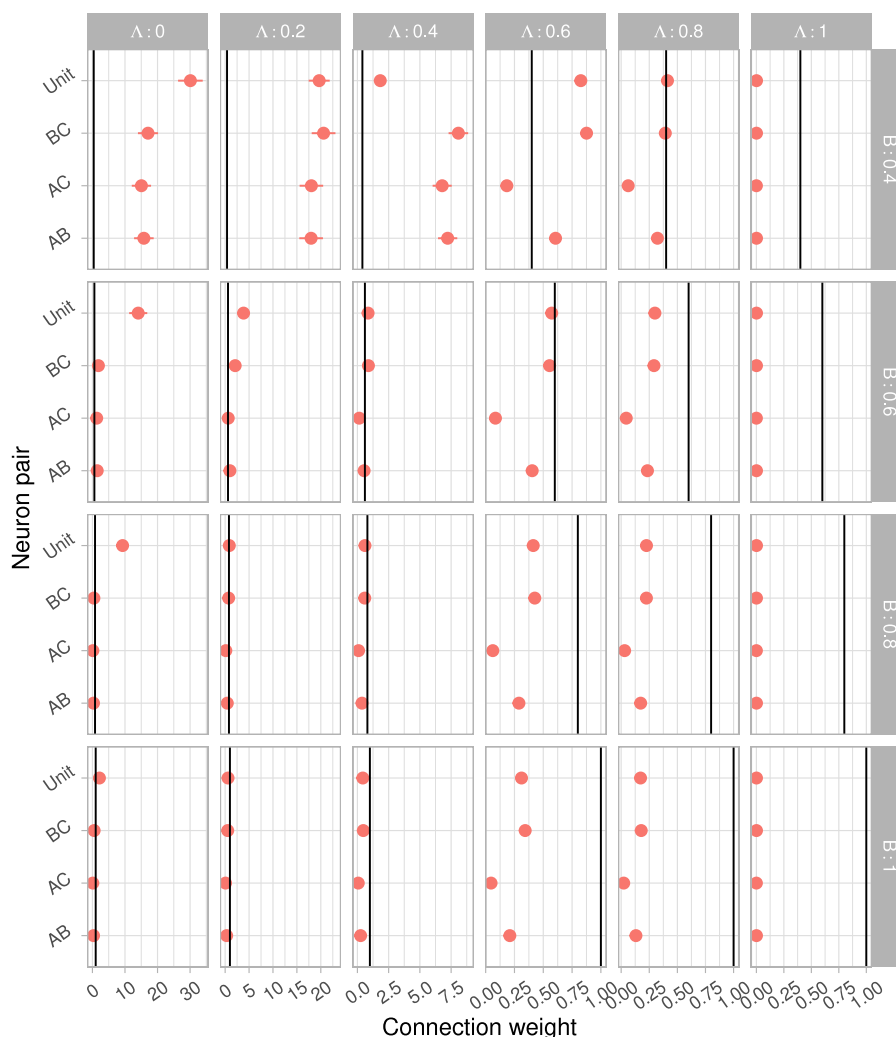 Λ : 0 Λ : 0.2 Λ : 0.4 Λ : 0.6 Λ : 0.8 Λ : 1
Unit
BC
AC
AB
B : 0.4
Unit
BC
AC
AB
B : 0.6
Unit
BC
AC
AB
B : 0.8
Unit
BC
AC
AB
B : 1
Neuron pair
0 10 20 30 0 5 10 15 20 0.0 2.5 5.0 7.5 0.00 0.25 0.50 0.75 1.00 0.00 0.25 0.50 0.75 1.00 0.00 0.25 0.50 0.75 1.00
Connection weight